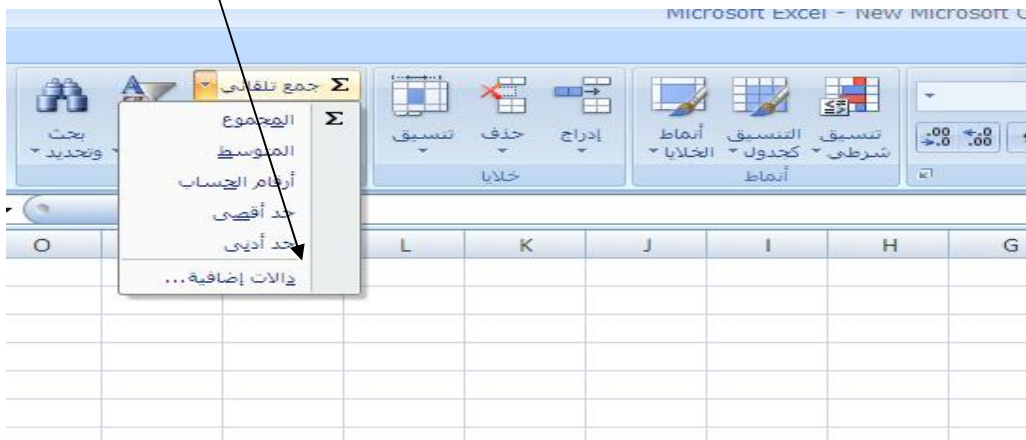 Microsoft Excel - New Microsoft
Σ جمع تلقائي
Σ المجموع
المتوسط
أرقام الحساب
حد أقصى
حد أدنى
دالات إضافية...
بحث
وتحديد
تنسيق
حذف
إدراج
خلايا
أنماط
الخلايا
التنسيق
كجدول
تنسيق
شرطي
أنماط
G H I J K L O